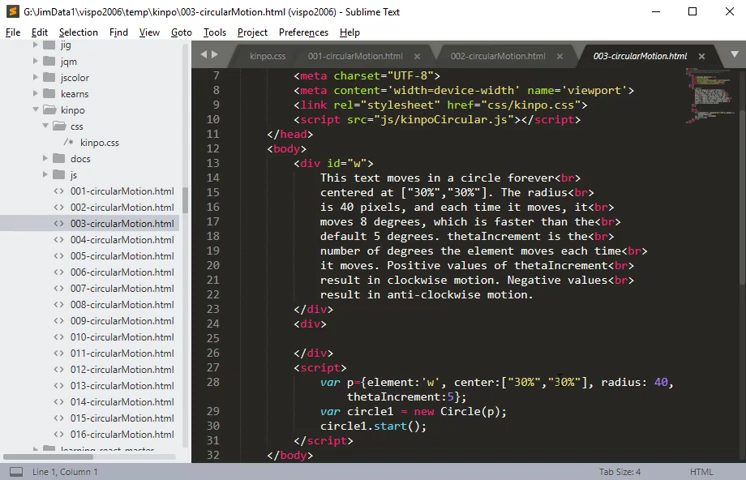 G:\JimData1\vispo2006\temp\kinpo\003-circularMotion.html (vispo2006) - Sublime Text
File Edit Selection Find View Goto Tools Project Preferences Help
jig
jqm
jscolor
kearns
kinpo
css
/* kinpo.css
docs
js
<> 001-circularMotion.html
<> 002-circularMotion.html
<> 003-circularMotion.html
<> 004-circularMotion.html
<> 005-circularMotion.html
<> 006-circularMotion.html
<> 007-circularMotion.html
<> 008-circularMotion.html
<> 009-circularMotion.html
<> 010-circularMotion.html
<> 011-circularMotion.html
<> 012-circularMotion.html
<> 013-circularMotion.html
<> 014-circularMotion.html
<> 015-circularMotion.html
<> 016-circularMotion.html
learning_react_master
kinpo.css 001-circularMotion.html × 002-circularMotion.html × 003-circularMotion.html ×
7 <meta charset="UTF-8">
8 <meta content='width=device-width' name='viewport'>
9 <link rel="stylesheet" href="css/kinpo.css">
10 <script src="js/kinpoCircular.js"></script>
11 </head>
12 <body>
13 <div id="w">
14 This text moves in a circle forever<br>
15 centered at ["30%","30%"]. The radius<br>
16 is 40 pixels, and each time it moves, it<br>
17 moves 8 degrees, which is faster than the<br>
18 default 5 degrees. thetaIncrement is the<br>
19 number of degrees the element moves each time<br>
20 it moves. Positive values of thetaIncrement<br>
21 result in clockwise motion. Negative values<br>
22 result in anti-clockwise motion.
23 </div>
24 <div>
25
26 </div>
27 <script>
28 var p={element:'w', center:["30%","30%"], radius: 40,
thetaIncrement:5};
29 var circle1 = new Circle(p);
30 circle1.start();
31 </script>
32 </body>
Line 1, Column 1 Tab Size: 4 HTML